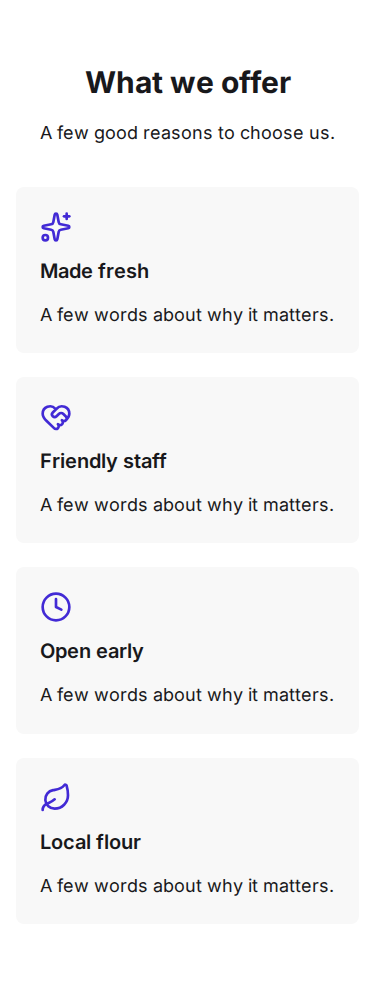 What we offer
A few good reasons to choose us.
Made fresh
A few words about why it matters.
Friendly staff
A few words about why it matters.
Open early
A few words about why it matters.
Local flour
A few words about why it matters.